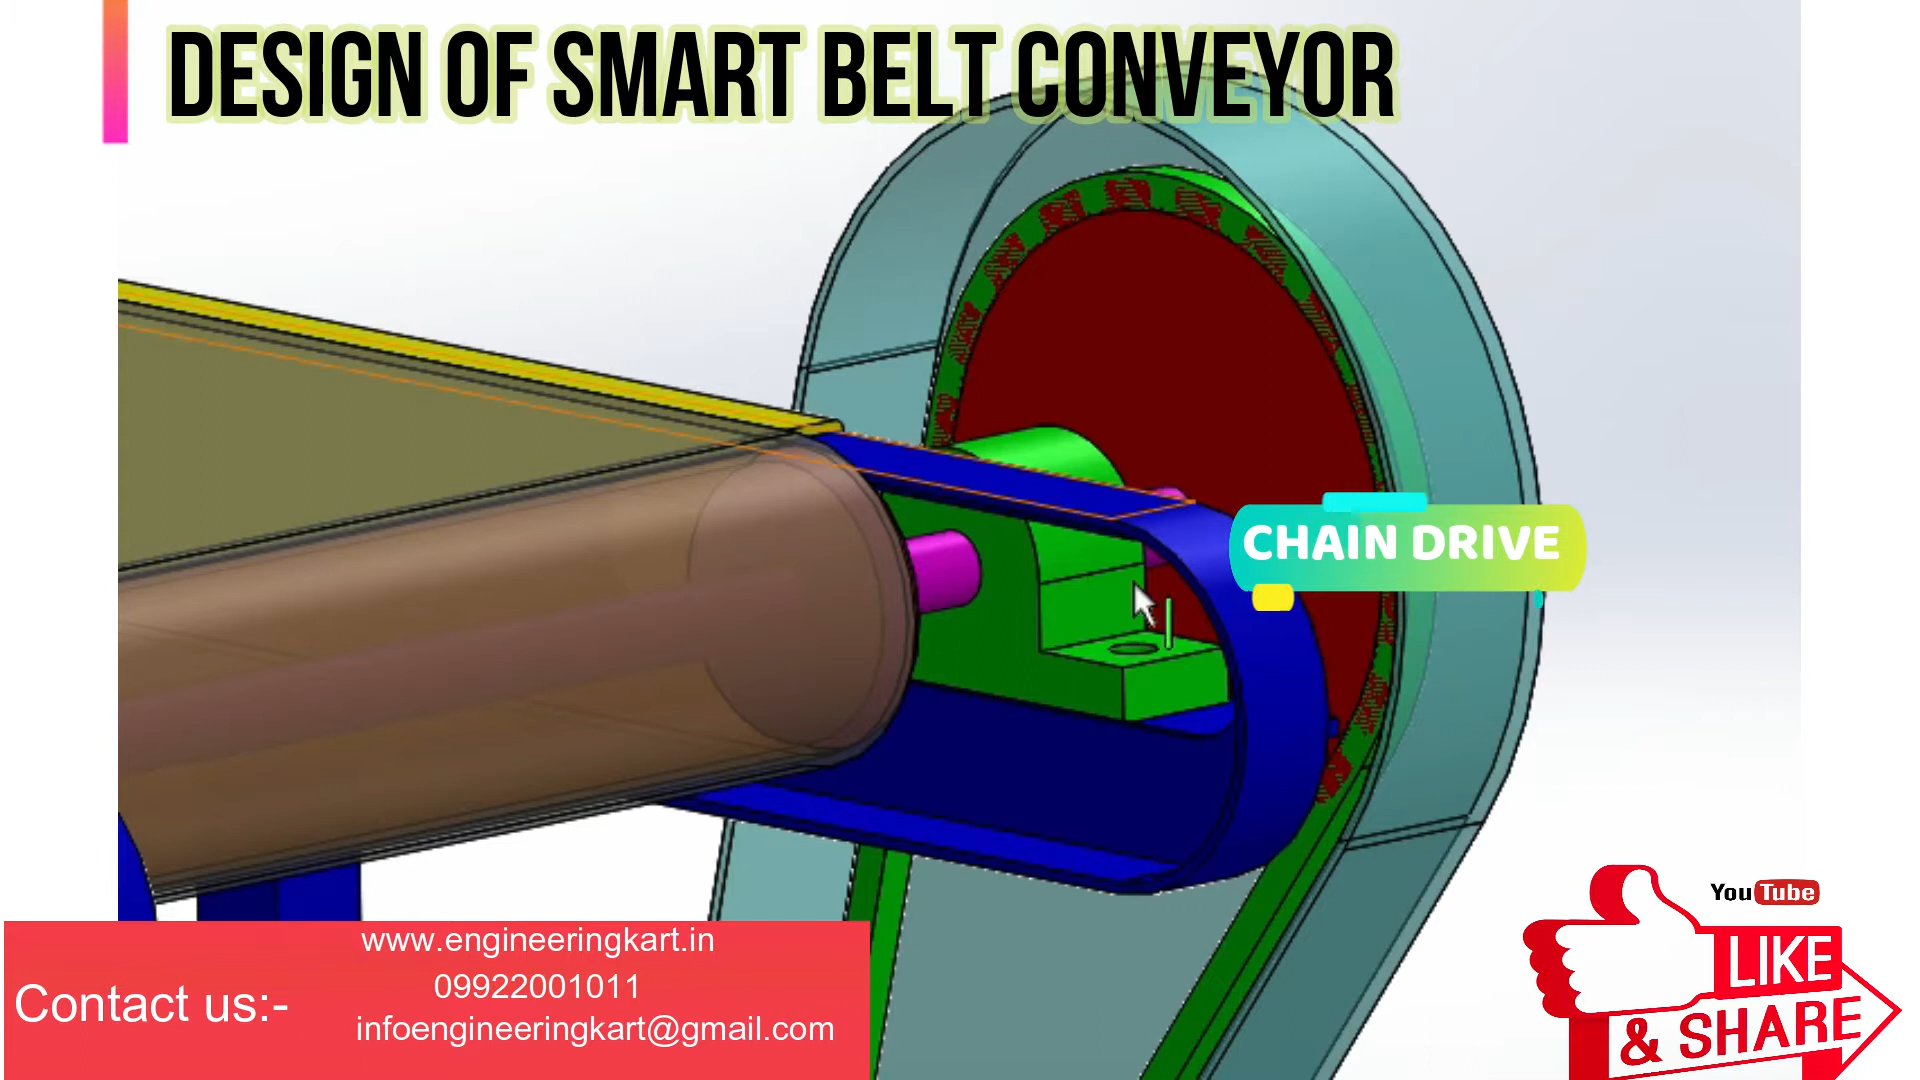 DESIGN OF SMART BELT CONVEYOR
CHAIN DRIVE
Contact us:-
www.engineeringkart.in
09922001011
infoengineeringkart@gmail.com
YouTube
LIKE
& SHARE